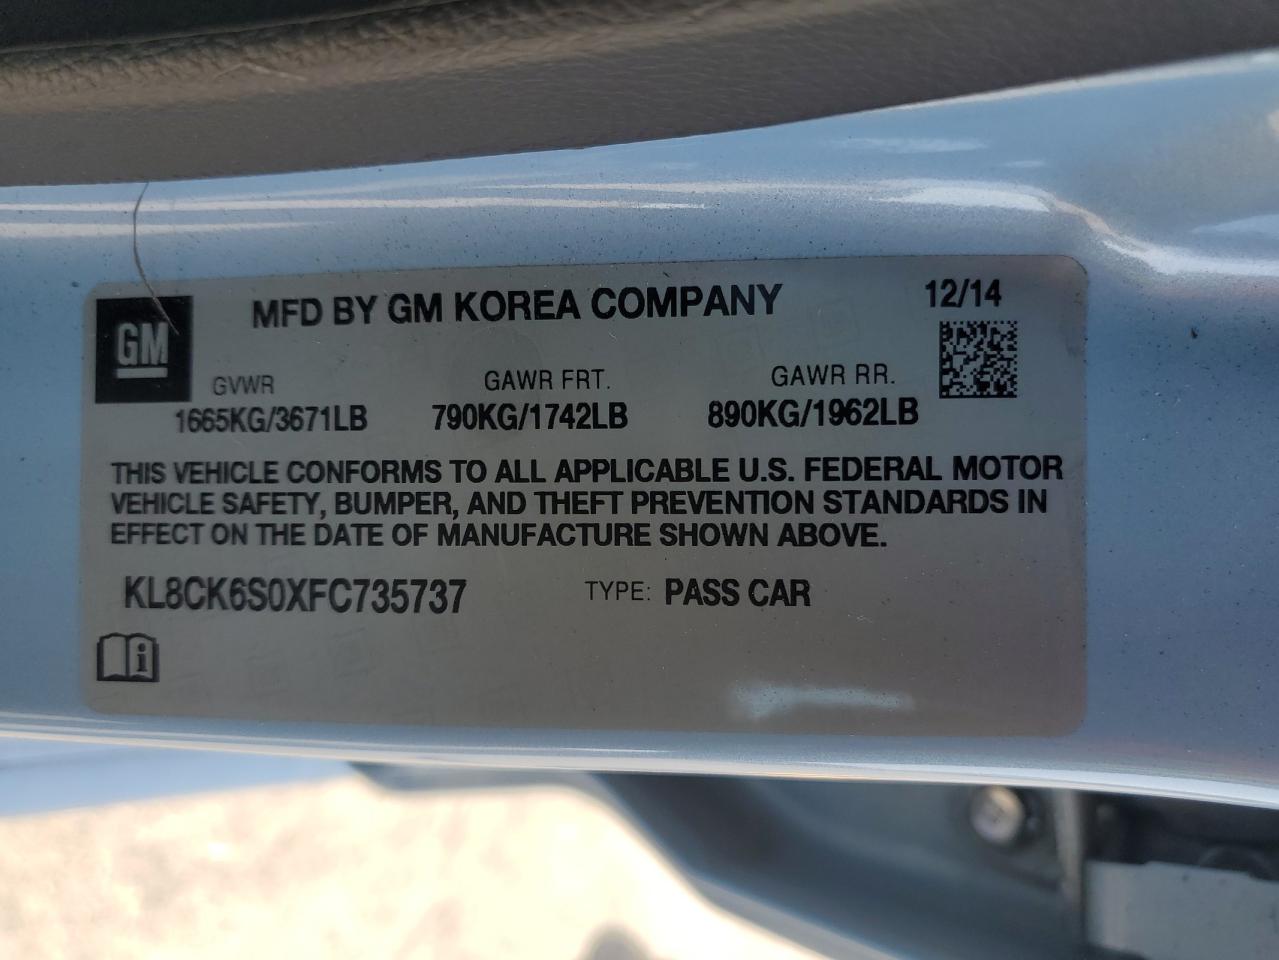 GM
MFD BY GM KOREA COMPANY
12/14
GVWR GAWR FRT. GAWR RR.
1665KG/3671LB 790KG/1742LB 890KG/1962LB
THIS VEHICLE CONFORMS TO ALL APPLICABLE U.S. FEDERAL MOTOR
VEHICLE SAFETY, BUMPER, AND THEFT PREVENTION STANDARDS IN
EFFECT ON THE DATE OF MANUFACTURE SHOWN ABOVE.
KL8CK6S0XFC735737 TYPE: PASS CAR
i